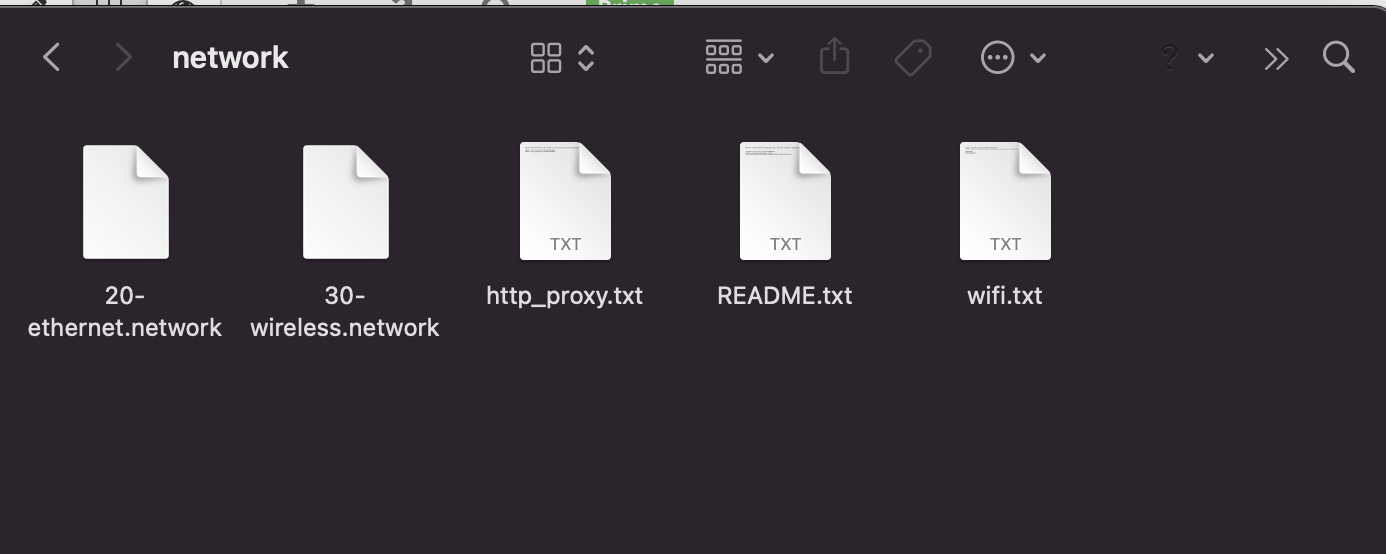 network
20-
ethernet.network
30-
wireless.network
TXT
http_proxy.txt
TXT
README.txt
TXT
wifi.txt